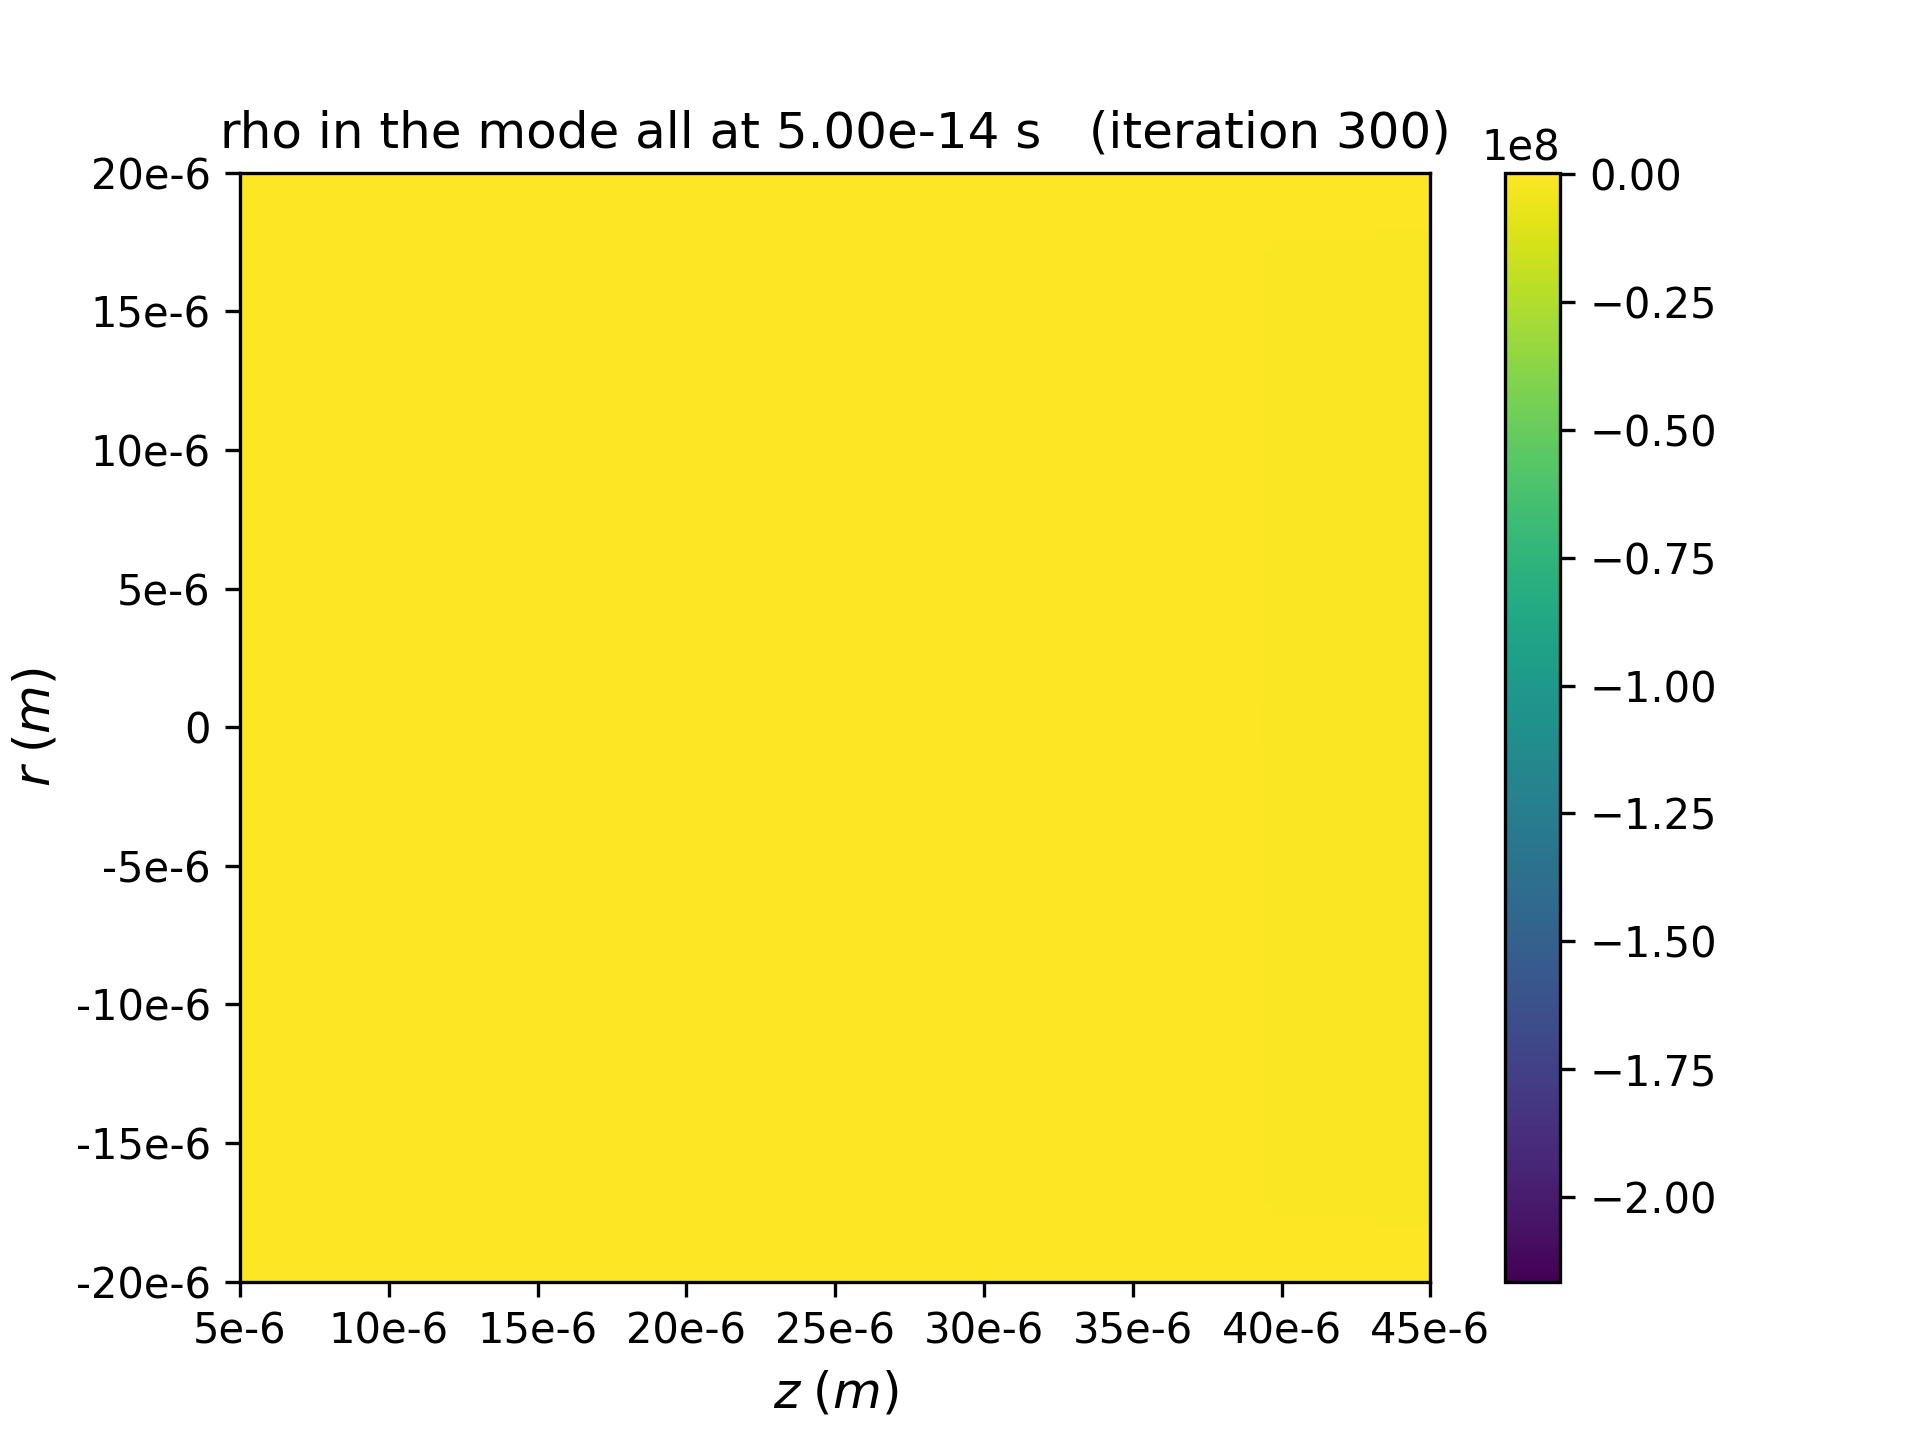 rho in the mode all at 5.00e-14 s (iteration 300)
1e8
20e-6
15e-6
10e-6
5e-6
0
-5e-6
-10e-6
-15e-6
-20e-6
r (m)
5e-6 10e-6 15e-6 20e-6 25e-6 30e-6 35e-6 40e-6 45e-6
z (m)
0.00
−0.25
−0.50
−0.75
−1.00
−1.25
−1.50
−1.75
−2.00